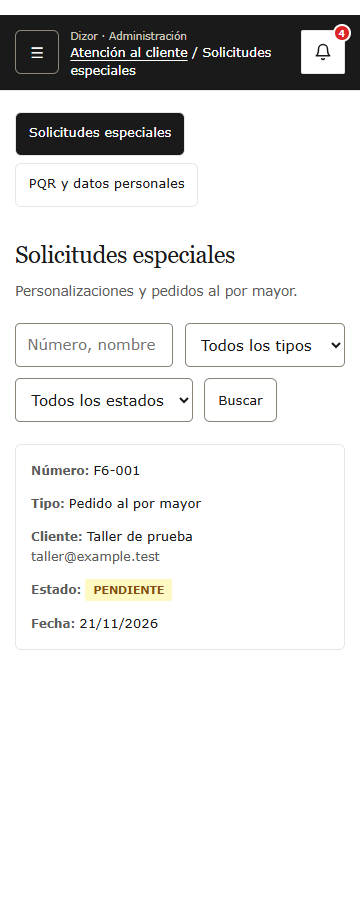 ☰
Dizor · Administración
Atención al cliente / Solicitudes
especiales
4
Solicitudes especiales
PQR y datos personales
Solicitudes especiales
Personalizaciones y pedidos al por mayor.
Número, nombre
Todos los tipos
Todos los estados
Buscar
Número: F6-001
Tipo: Pedido al por mayor
Cliente: Taller de prueba
taller@example.test
Estado: PENDIENTE
Fecha: 21/11/2026